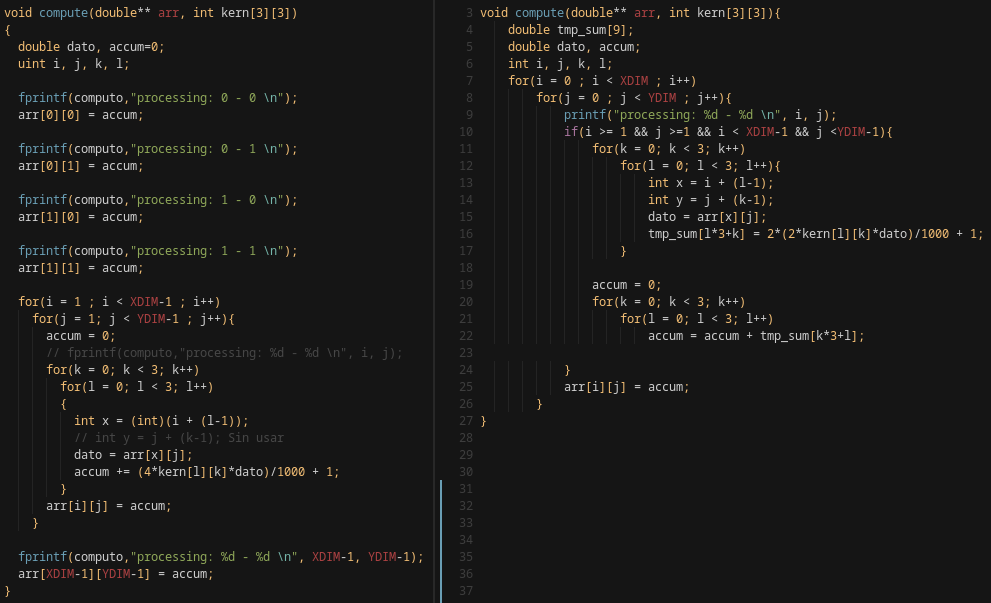 void compute(double** arr, int kern[3][3])
{
  double dato, accum=0;
  uint i, j, k, l;

  fprintf(computo,"processing: 0 - 0 \n");
  arr[0][0] = accum;

  fprintf(computo,"processing: 0 - 1 \n");
  arr[0][1] = accum;

  fprintf(computo,"processing: 1 - 0 \n");
  arr[1][0] = accum;

  fprintf(computo,"processing: 1 - 1 \n");
  arr[1][1] = accum;

  for(i = 1 ; i < XDIM-1 ; i++)
    for(j = 1; j < YDIM-1 ; j++){
      accum = 0;
      // fprintf(computo,"processing: %d - %d \n", i, j);
      for(k = 0; k < 3; k++)
        for(l = 0; l < 3; l++)
        {
          int x = (int)(i + (l-1));
          // int y = j + (k-1); Sin usar
          dato = arr[x][j];
          accum += (4*kern[l][k]*dato)/1000 + 1;
        }
      arr[i][j] = accum;
    }

  fprintf(computo,"processing: %d - %d \n", XDIM-1, YDIM-1);
  arr[XDIM-1][YDIM-1] = accum;
}
3 void compute(double** arr, int kern[3][3]){
4     double tmp_sum[9];
5     double dato, accum;
6     int i, j, k, l;
7     for(i = 0 ; i < XDIM ; i++)
8         for(j = 0 ; j < YDIM ; j++){
9             printf("processing: %d - %d \n", i, j);
10             if(i >= 1 && j >=1 && i < XDIM-1 && j <YDIM-1){
11                 for(k = 0; k < 3; k++)
12                     for(l = 0; l < 3; l++){
13                         int x = i + (l-1);
14                         int y = j + (k-1);
15                         dato = arr[x][j];
16                         tmp_sum[l*3+k] = 2*(2*kern[l][k]*dato)/1000 + 1;
17                     }
18
19                 accum = 0;
20                 for(k = 0; k < 3; k++)
21                     for(l = 0; l < 3; l++)
22                         accum = accum + tmp_sum[k*3+l];
23
24             }
25             arr[i][j] = accum;
26         }
27 }
28
29
30
31
32
33
34
35
36
37